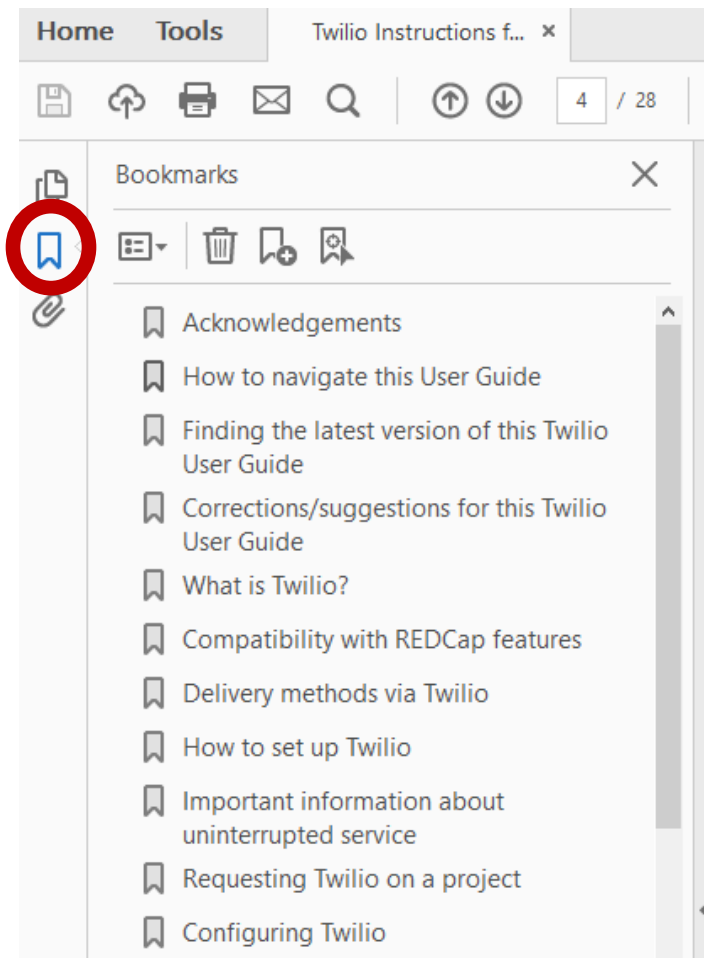 Home Tools Twilio Instructions f... ×
4 / 28
Bookmarks
Acknowledgements
How to navigate this User Guide
Finding the latest version of this Twilio
User Guide
Corrections/suggestions for this Twilio
User Guide
What is Twilio?
Compatibility with REDCap features
Delivery methods via Twilio
How to set up Twilio
Important information about
uninterrupted service
Requesting Twilio on a project
Configuring Twilio